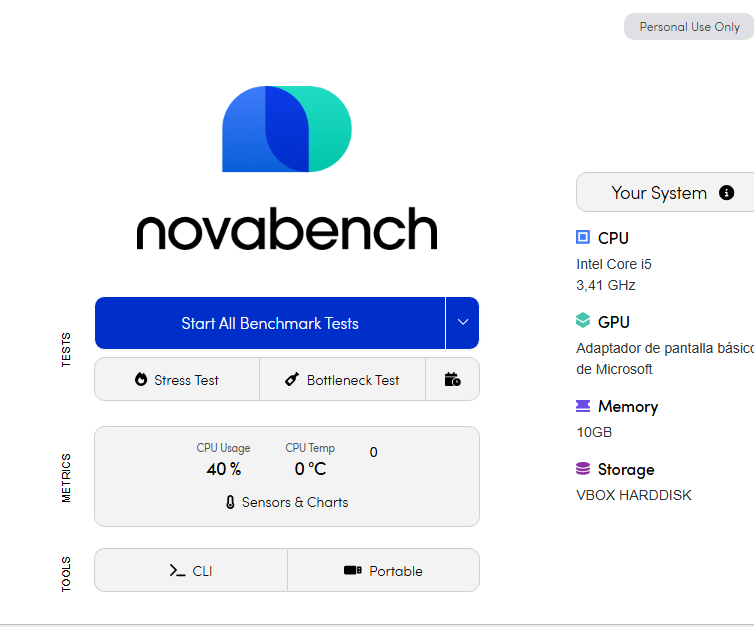 Personal Use Only
novabench
Your System
CPU
Intel Core i5
3,41 GHz
GPU
Adaptador de pantalla básico
de Microsoft
Memory
10GB
Storage
VBOX HARDDISK
TESTS
Start All Benchmark Tests
Stress Test
Bottleneck Test
METRICS
CPU Usage
40 %
CPU Temp
0 °C
0
Sensors & Charts
TOOLS
CLI
Portable